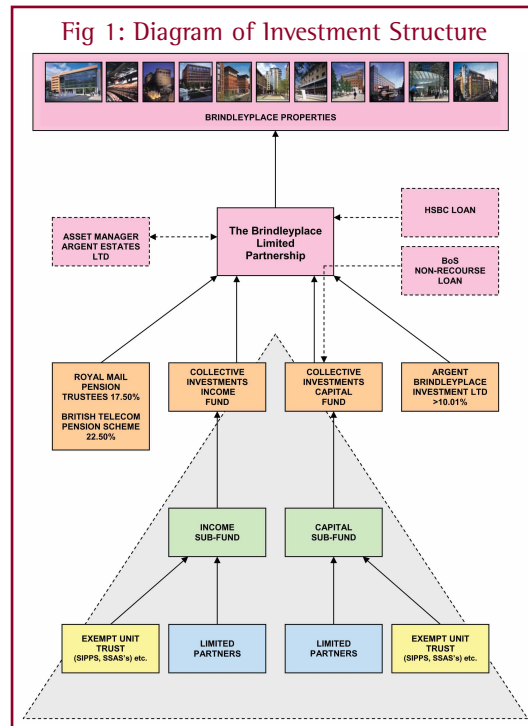 Fig 1: Diagram of Investment Structure
BRINDLEYPLACE PROPERTIES
ASSET MANAGER
ARGENT ESTATES
LTD
The Brindleyplace
Limited
Partnership
HSBC LOAN
BoS
NON-RECOURSE
LOAN
ROYAL MAIL
PENSION
TRUSTEES 17.50%
BRITISH TELECOM
PENSION SCHEME
22.50%
COLLECTIVE
INVESTMENTS
INCOME
FUND
COLLECTIVE
INVESTMENTS
CAPITAL
FUND
ARGENT
BRINDLEYPLACE
INVESTMENT LTD
>10.01%
INCOME
SUB-FUND
CAPITAL
SUB-FUND
EXEMPT UNIT
TRUST
(SIPPS, SSAS's) etc.
LIMITED
PARTNERS
LIMITED
PARTNERS
EXEMPT UNIT
TRUST
(SIPPS, SSAS's) etc.